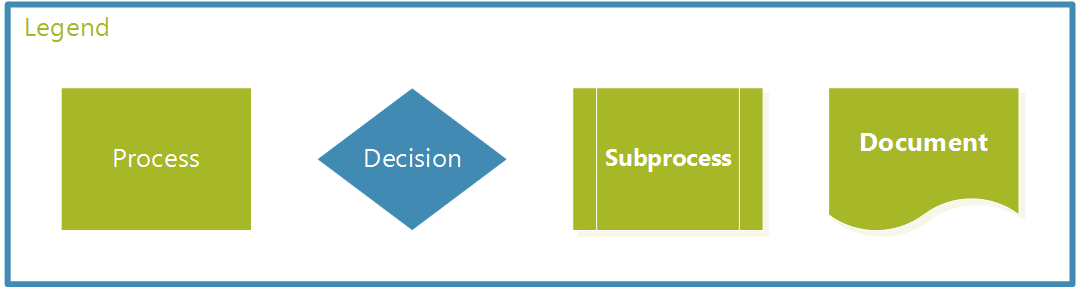 Legend
Process
Decision
Subprocess
Document